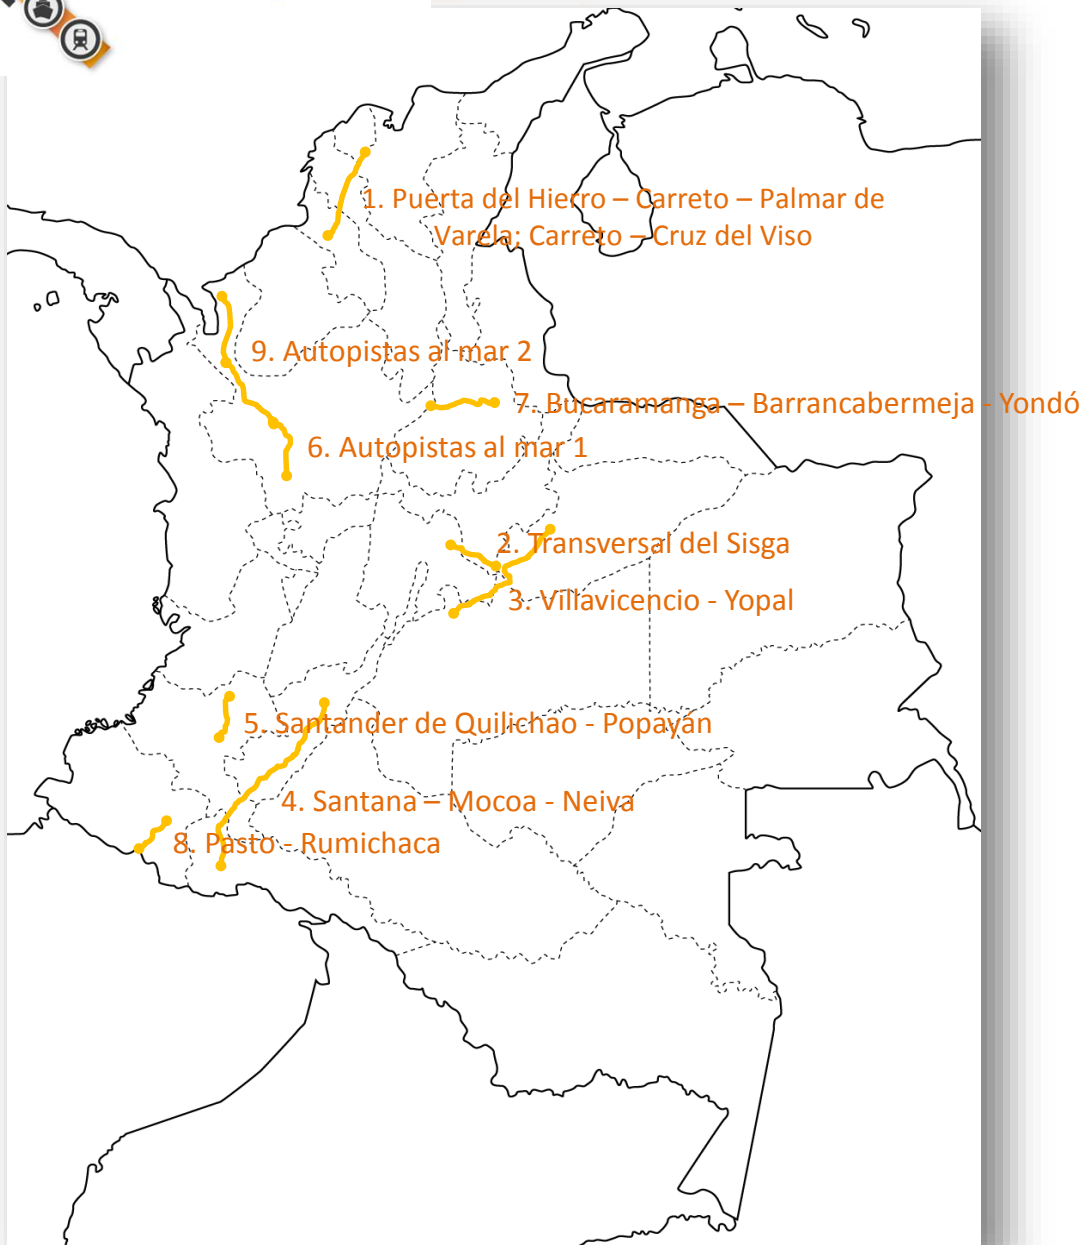 1. Puerta del Hierro – Carreto – Palmar de
Varela; Carreto – Cruz del Viso
9. Autopistas al mar 2
7. Bucaramanga – Barrancabermeja - Yondó
6. Autopistas al mar 1
2. Transversal del Sisga
3. Villavicencio - Yopal
5. Santander de Quilichao - Popayán
4. Santana – Mocoa - Neiva
8. Pasto - Rumichaca